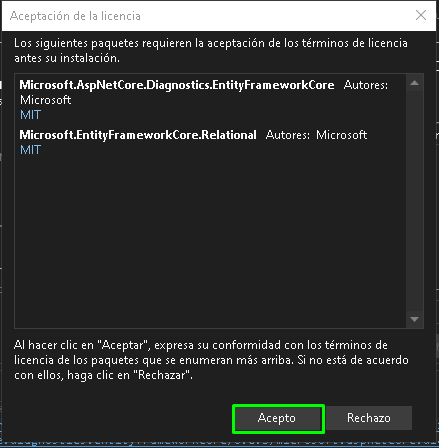 Aceptación de la licencia
Los siguientes paquetes requieren la aceptación de los términos de licencia
antes su instalación.
Microsoft.AspNetCore.Diagnostics.EntityFrameworkCore Autores:
Microsoft
MIT
Microsoft.EntityFrameworkCore.Relational Autores: Microsoft
MIT
Al hacer clic en "Aceptar", expresa su conformidad con los términos de
licencia de los paquetes que se enumeran más arriba. Si no está de acuerdo
con ellos, haga clic en "Rechazar".
Acepto Rechazo